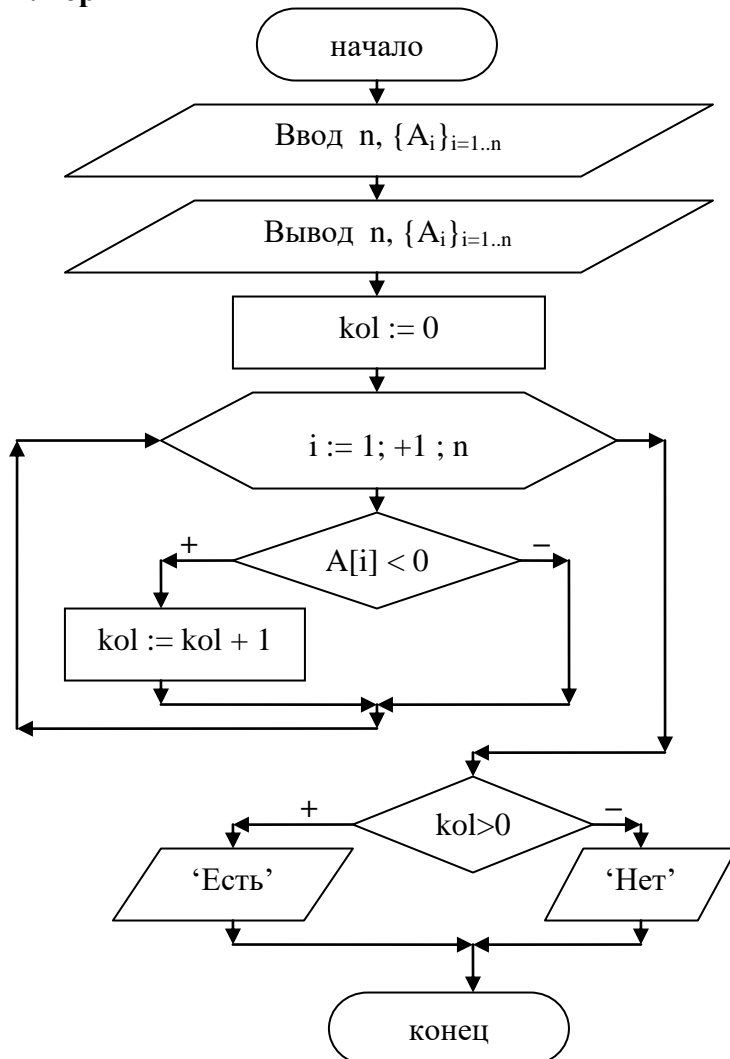 начало
Ввод n, {Ai}i=1..n
Вывод n, {Ai}i=1..n
kol := 0
i := 1; +1 ; n
+ A[i] < 0 –
kol := kol + 1
+ kol>0 –
‘Есть’ ‘Нет’
конец